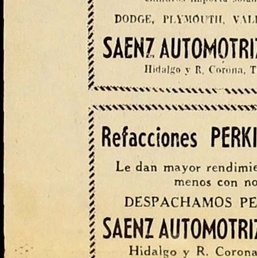 DODGE, PLYMOUTH, VALI
SAENZ AUTOMOTRIZ
Hidalgo y R. Corona, T
Refacciones PERKI
Le dan mayor rendimie
menos con no
DESPACHAMOS PE
SAENZ AUTOMOTRIZ
Hidalgo y R. Corona